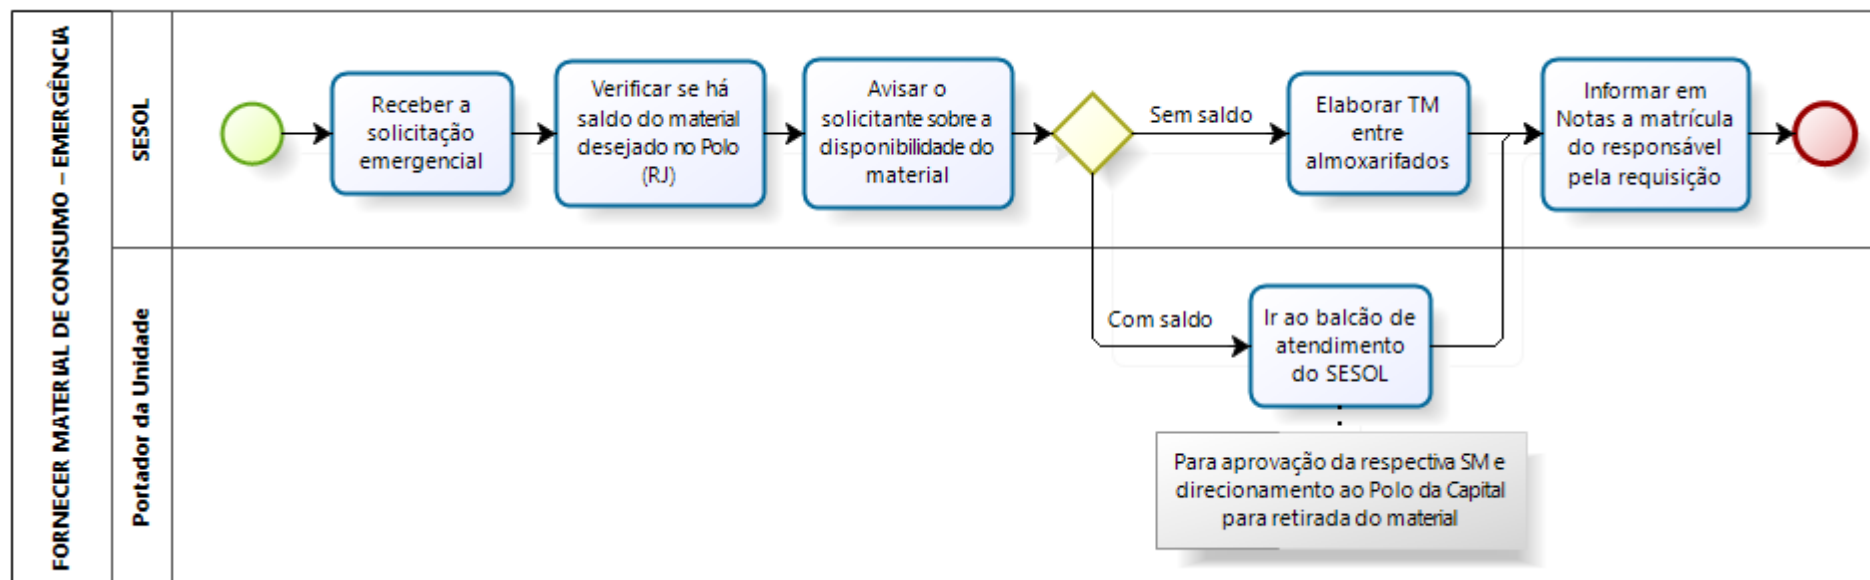 FORNECER MATERIAL DE CONSUMO – EMERGÊNCIA
SESOL
Receber a
solicitação
emergencial
Verificar se há
saldo do material
desejado no Polo
(RJ)
Avisar o
solicitante sobre a
disponibilidade do
material
Sem saldo
Elaborar TM
entre
almoxarifados
Informar em
Notas a matrícula
do responsável
pela requisição
Portador da Unidade
Com saldo
Ir ao balcão de
atendimento
do SESOL
Para aprovação da respectiva SM e
direcionamento ao Polo da Capital
para retirada do material